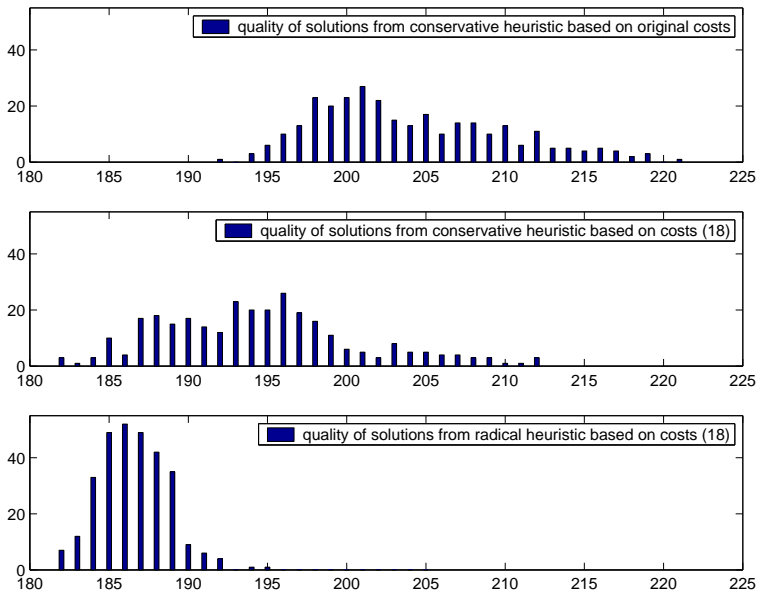 quality of solutions from conservative heuristic based on original costs
40
20
0
180 185 190 195 200 205 210 215 220 225
quality of solutions from conservative heuristic based on costs (18)
40
20
0
180 185 190 195 200 205 210 215 220 225
quality of solutions from radical heuristic based on costs (18)
40
20
0
180 185 190 195 200 205 210 215 220 225